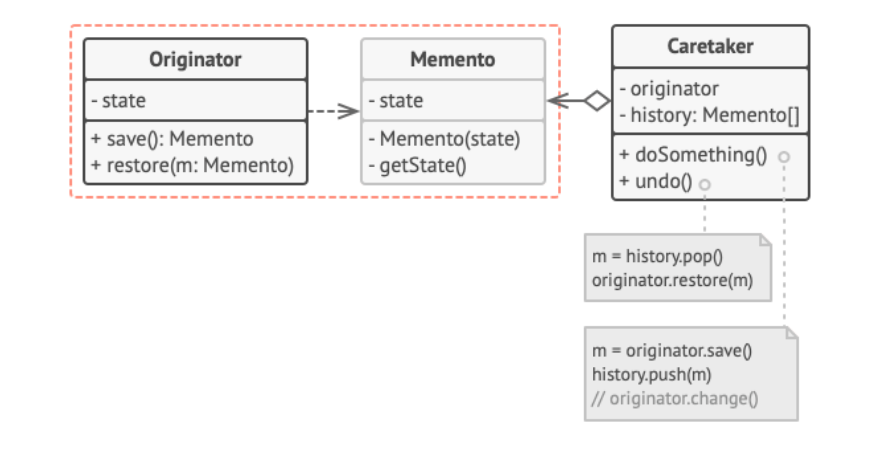 Originator
- state
+ save(): Memento
+ restore(m: Memento)
Memento
- state
- Memento(state)
- getState()
Caretaker
- originator
- history: Memento[]
+ doSomething()
+ undo()
m = history.pop()
originator.restore(m)
m = originator.save()
history.push(m)
// originator.change()